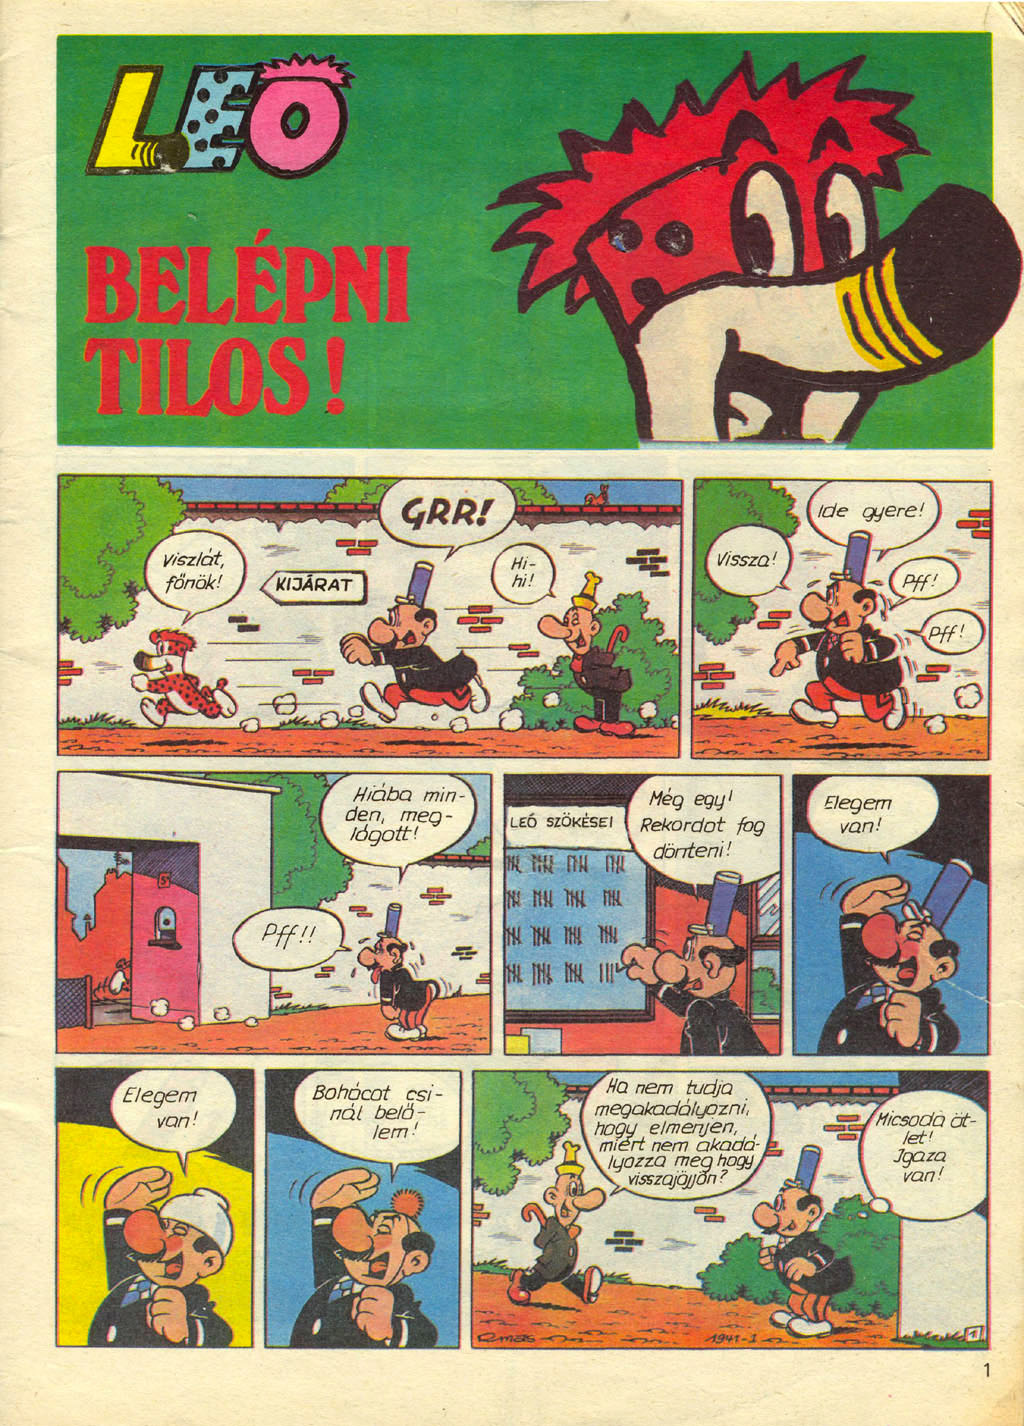 LEO
BELÉPNI
TILOS!
Viszlát,
főnök!
KIJÁRAT
GRR!
Hi-
hi!
Vissza!
Ide gyere!
Pff!
Pff!
Hiába min-
den, meg-
lógott!
Pff!!
LEÓ SZÖKÉSEI
Még egy!
Rekordot fog
dönteni!
Elegem
van!
Elegem
van!
Bohócot csi-
nál belő-
lem!
Ha nem tudja
megakadályozni,
hogy elmenjen,
miért nem akadá-
lyozza meg hogy
visszajöjjön?
Micsoda öt-
let!
Igaza
van!
1941-1
1
1